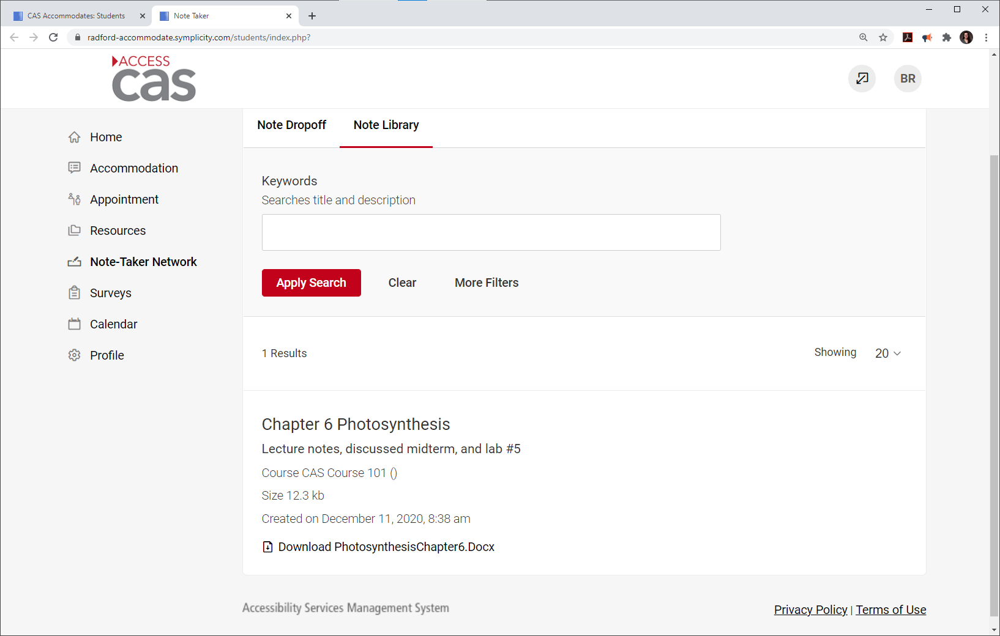 CAS Accommodates: Students
Note Taker
radford-accommodate.symplicity.com/students/index.php?
ACCESS
cas
BR
Home
Accommodation
Appointment
Resources
Note-Taker Network
Surveys
Calendar
Profile
Note Dropoff
Note Library
Keywords
Searches title and description
Apply Search
Clear
More Filters
1 Results
Showing
20
Chapter 6 Photosynthesis
Lecture notes, discussed midterm, and lab #5
Course CAS Course 101 ()
Size 12.3 kb
Created on December 11, 2020, 8:38 am
Download PhotosynthesisChapter6.Docx
Accessibility Services Management System
Privacy Policy | Terms of Use